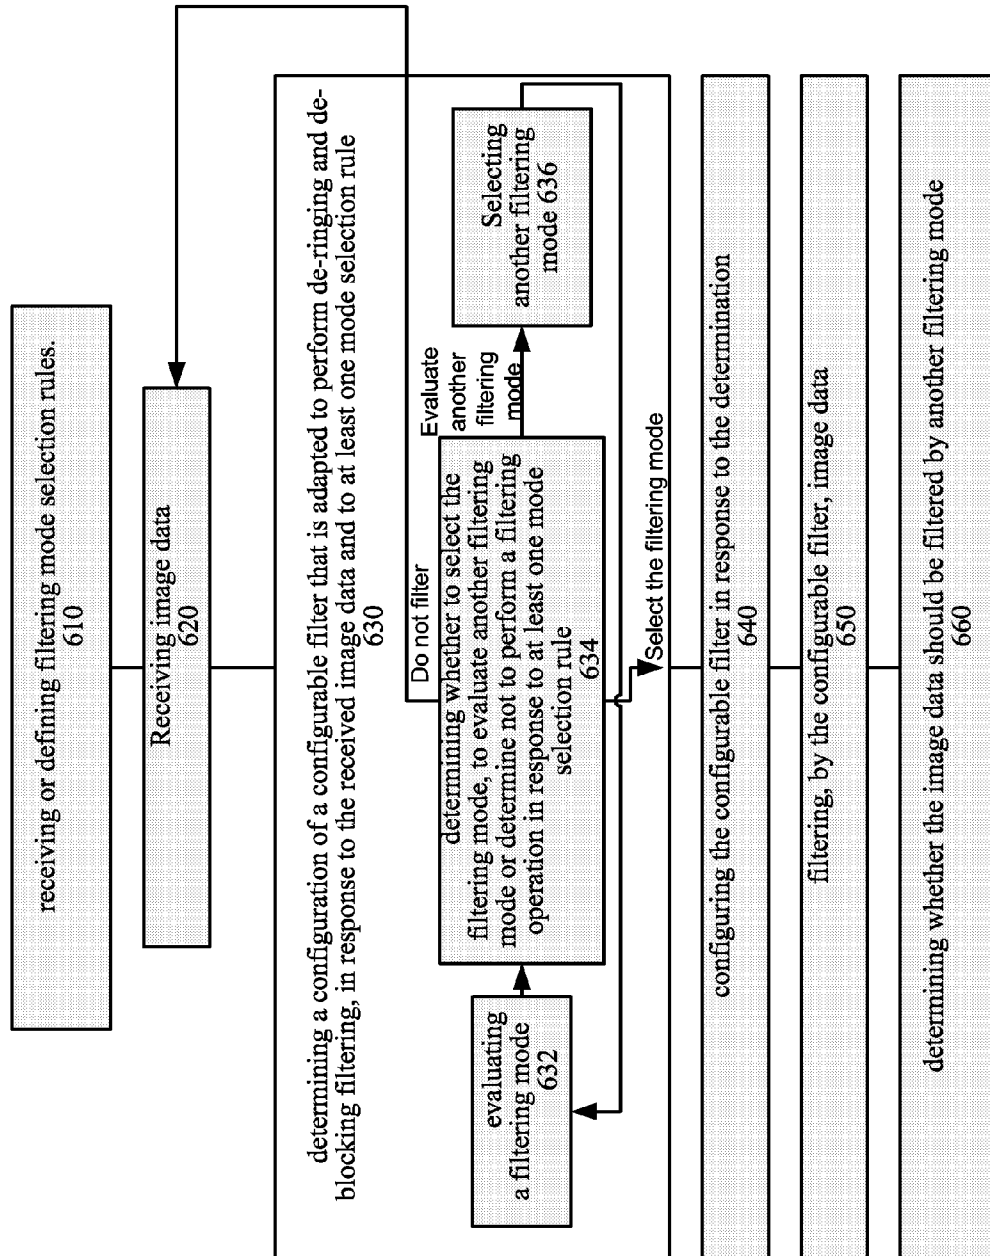 receiving or defining filtering mode selection rules.
610
Receiving image data
620
determining a configuration of a configurable filter that is adapted to perform de-ringing and de-
blocking filtering, in response to the received image data and to at least one mode selection rule
630
Do not filter
evaluating
a filtering mode
632
determining whether to select the
filtering mode, to evaluate another filtering
mode or determine not to perform a filtering
operation in response to at least one mode
selection rule
634
Evaluate
another
filtering
mode
Selecting
another filtering
mode 636
Select the filtering mode
configuring the configurable filter in response to the determination
640
filtering, by the configurable filter, image data
650
determining whether the image data should be filtered by another filtering mode
660